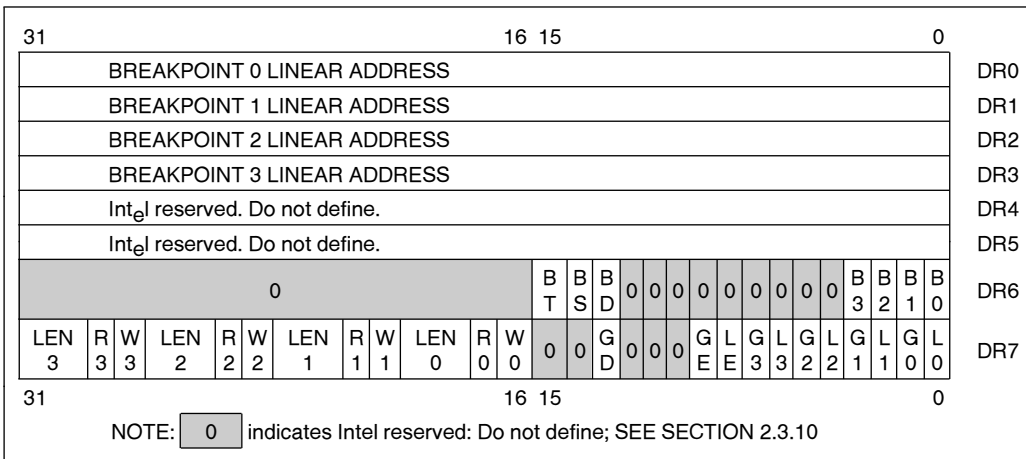 31 16 15 0
BREAKPOINT 0 LINEAR ADDRESS DR0
BREAKPOINT 1 LINEAR ADDRESS DR1
BREAKPOINT 2 LINEAR ADDRESS DR2
BREAKPOINT 3 LINEAR ADDRESS DR3
Intel reserved. Do not define. DR4
Intel reserved. Do not define. DR5
0 BT BS BD 0 0 0 0 0 0 0 0 0 B3 B2 B1 B0 DR6
LEN 3 R3 W3 LEN 2 R2 W2 LEN 1 R1 W1 LEN 0 R0 W0 0 0 GD 0 0 0 GE LE G3 L3 G2 L2 G1 L1 G0 L0 DR7
31 16 15 0
NOTE: 0 indicates Intel reserved: Do not define; SEE SECTION 2.3.10